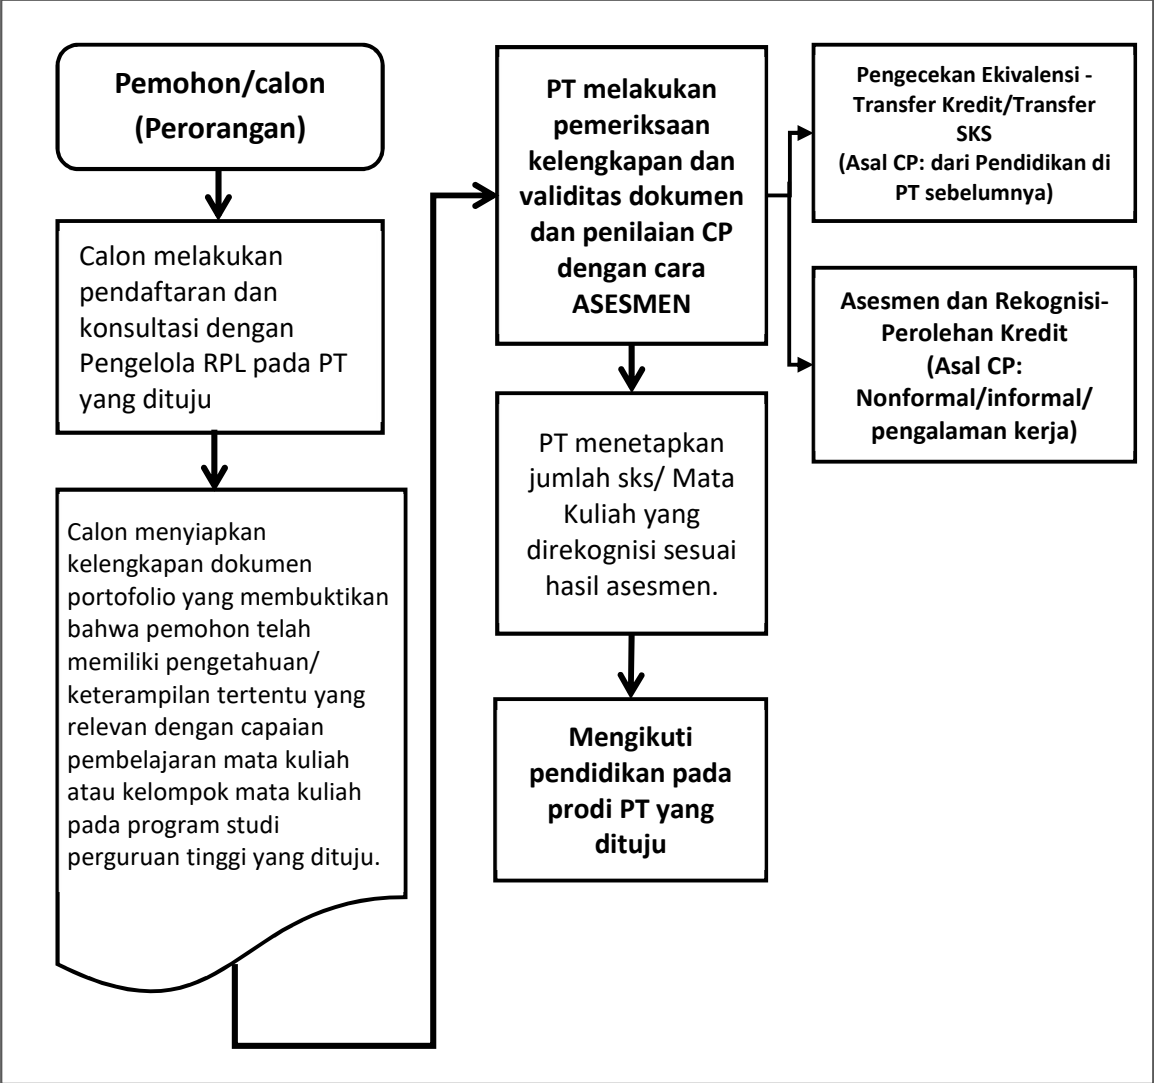 Pemohon/calon
(Perorangan)
Calon melakukan
pendaftaran dan
konsultasi dengan
Pengelola RPL pada PT
yang dituju
Calon menyiapkan
kelengkapan dokumen
portofolio yang membuktikan
bahwa pemohon telah
memiliki pengetahuan/
keterampilan tertentu yang
relevan dengan capaian
pembelajaran mata kuliah
atau kelompok mata kuliah
pada program studi
perguruan tinggi yang dituju.
PT melakukan
pemeriksaan
kelengkapan dan
validitas dokumen
dan penilaian CP
dengan cara
ASESMEN
PT menetapkan
jumlah sks/ Mata
Kuliah yang
direkognisi sesuai
hasil asesmen.
Mengikuti
pendidikan pada
prodi PT yang
dituju
Pengecekan Ekivalensi -
Transfer Kredit/Transfer
SKS
(Asal CP: dari Pendidikan di
PT sebelumnya)
Asesmen dan Rekognisi-
Perolehan Kredit
(Asal CP:
Nonformal/informal/
pengalaman kerja)